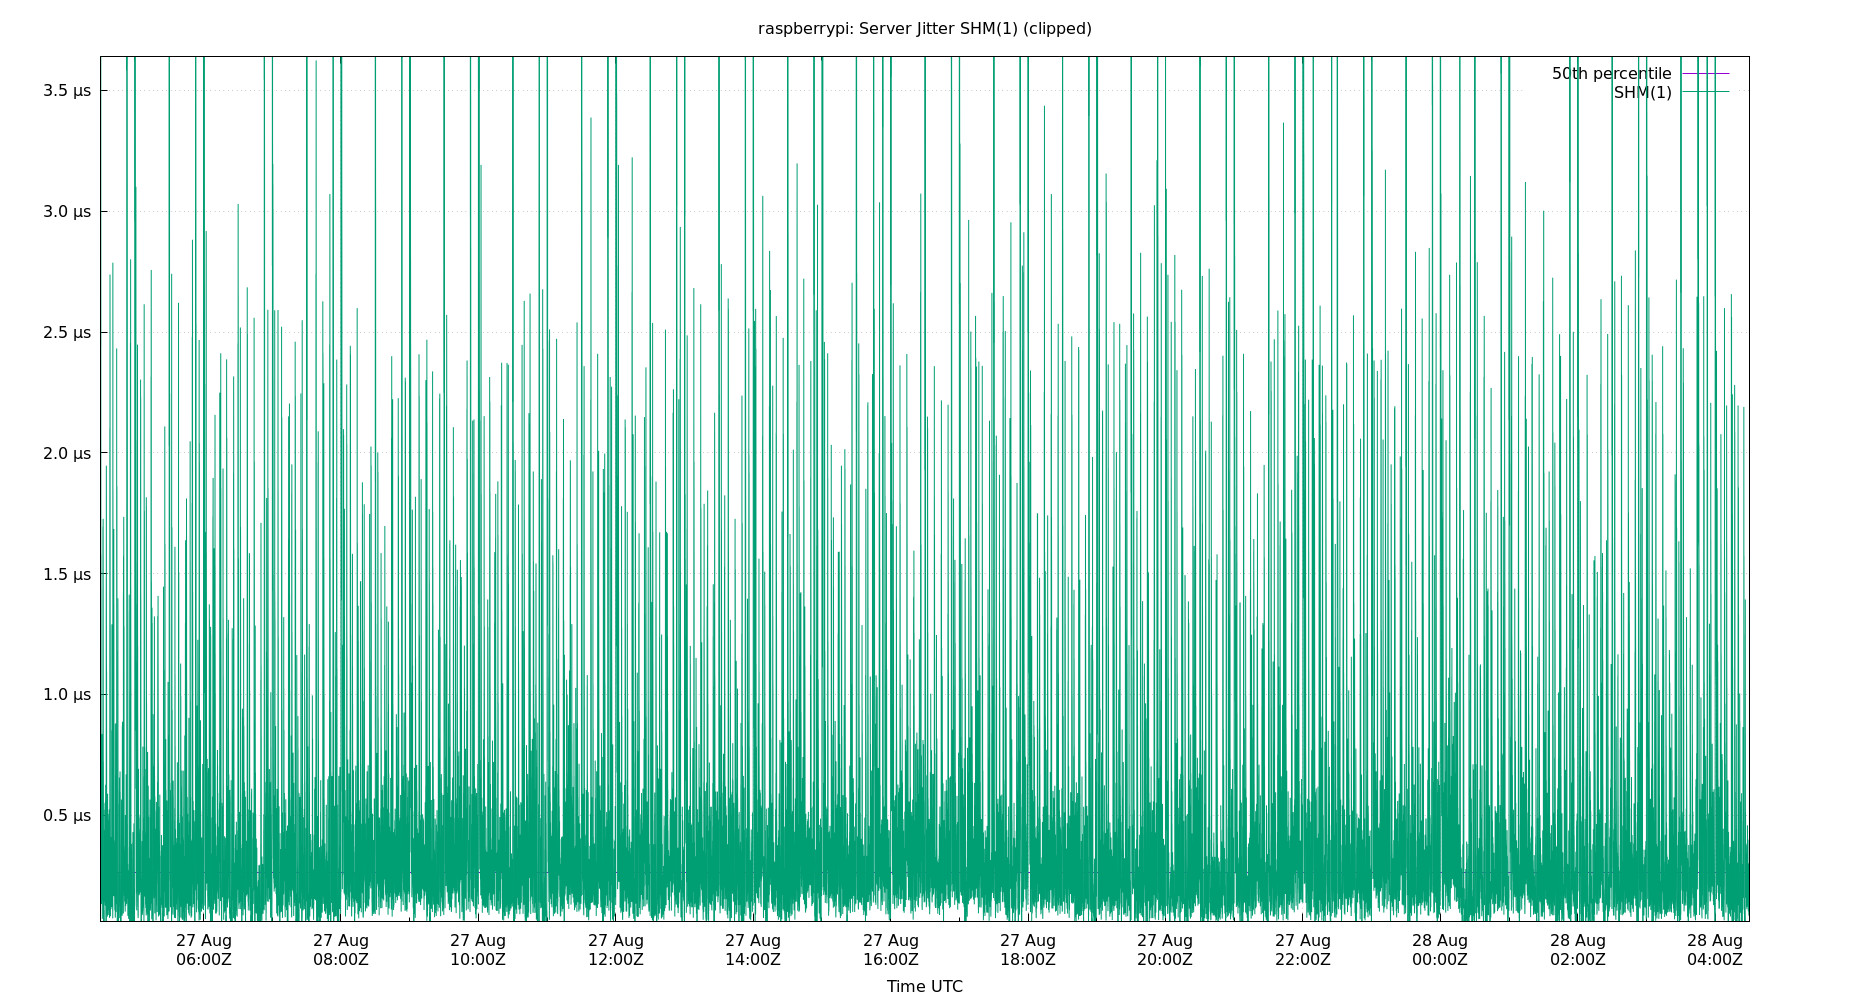 raspberrypi: Server Jitter SHM(1) (clipped)
50th percentile
SHM(1)
3.5 µs
3.0 µs
2.5 µs
2.0 µs
1.5 µs
1.0 µs
0.5 µs
27 Aug 27 Aug 27 Aug 27 Aug 27 Aug 27 Aug 27 Aug 27 Aug 27 Aug 28 Aug 28 Aug 28 Aug
06:00Z 08:00Z 10:00Z 12:00Z 14:00Z 16:00Z 18:00Z 20:00Z 22:00Z 00:00Z 02:00Z 04:00Z
Time UTC